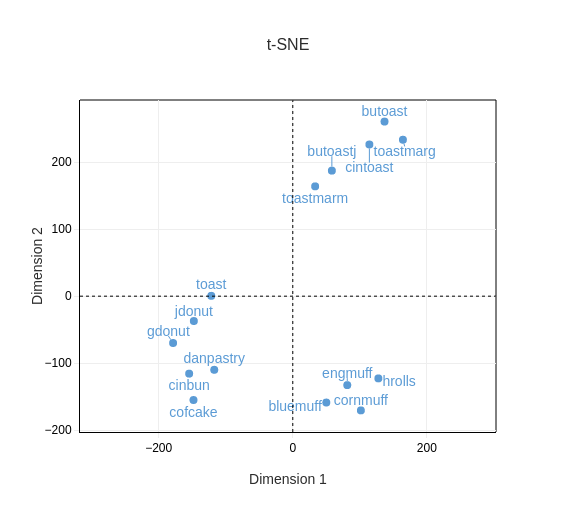 t-SNE
butoast
butoastj
toastmarg
cintoast
toastmarm
200
100
0
−100
−200
Dimension 2
toast
jdonut
gdonut
danpastry
cinbun
cofcake
engmuff
hrolls
bluemuff
cornmuff
−200
0
200
Dimension 1